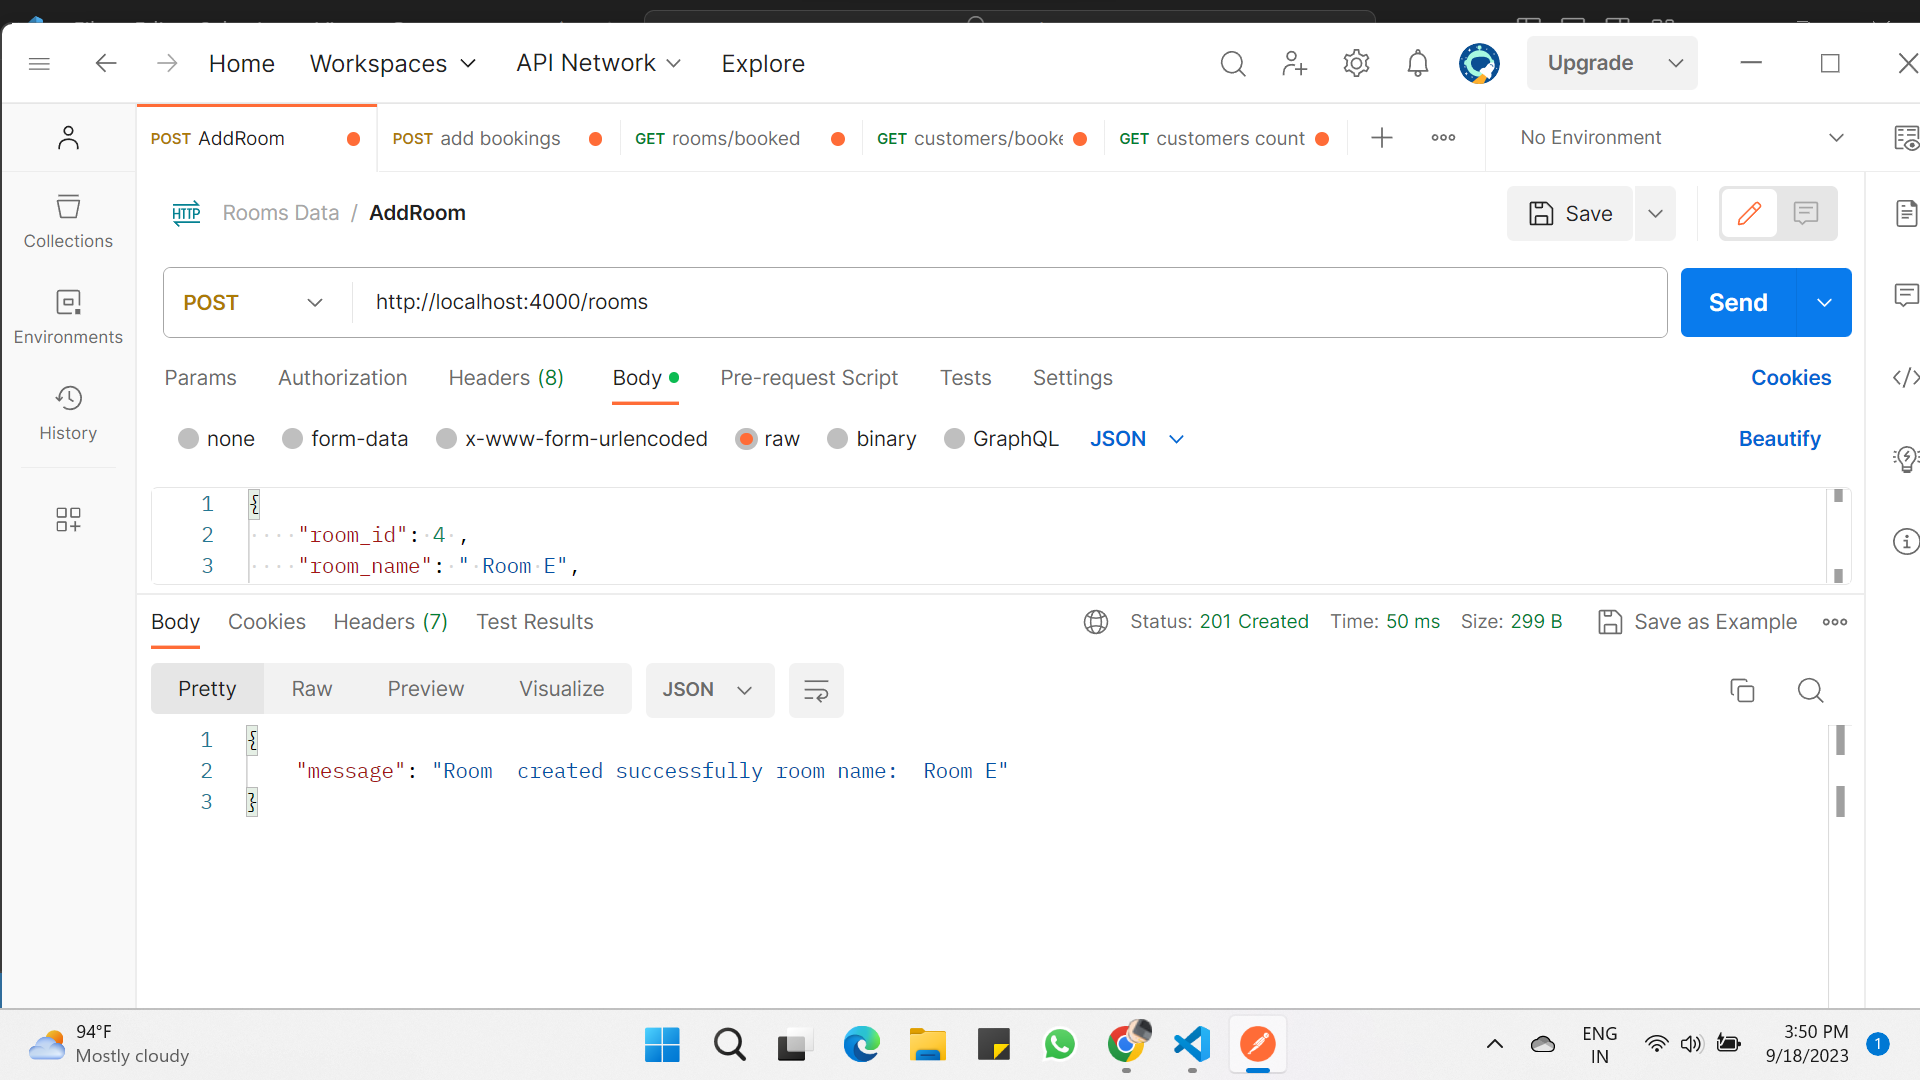 Home Workspaces API Network Explore Upgrade
POST AddRoom POST add bookings GET rooms/booked GET customers/booke GET customers count No Environment
HTTP Rooms Data / AddRoom Save
Collections
POST http://localhost:4000/rooms Send
Environments
Params Authorization Headers (8) Body Pre-request Script Tests Settings Cookies
History
none form-data x-www-form-urlencoded raw binary GraphQL JSON Beautify
1 {
2 "room_id": 4 ,
3 "room_name": " Room E",
Body Cookies Headers (7) Test Results Status: 201 Created Time: 50 ms Size: 299 B Save as Example
Pretty Raw Preview Visualize JSON
1 {
2 "message": "Room  created successfully room name:  Room E"
3 }
94°F
Mostly cloudy
ENG
IN
3:50 PM
9/18/2023
1